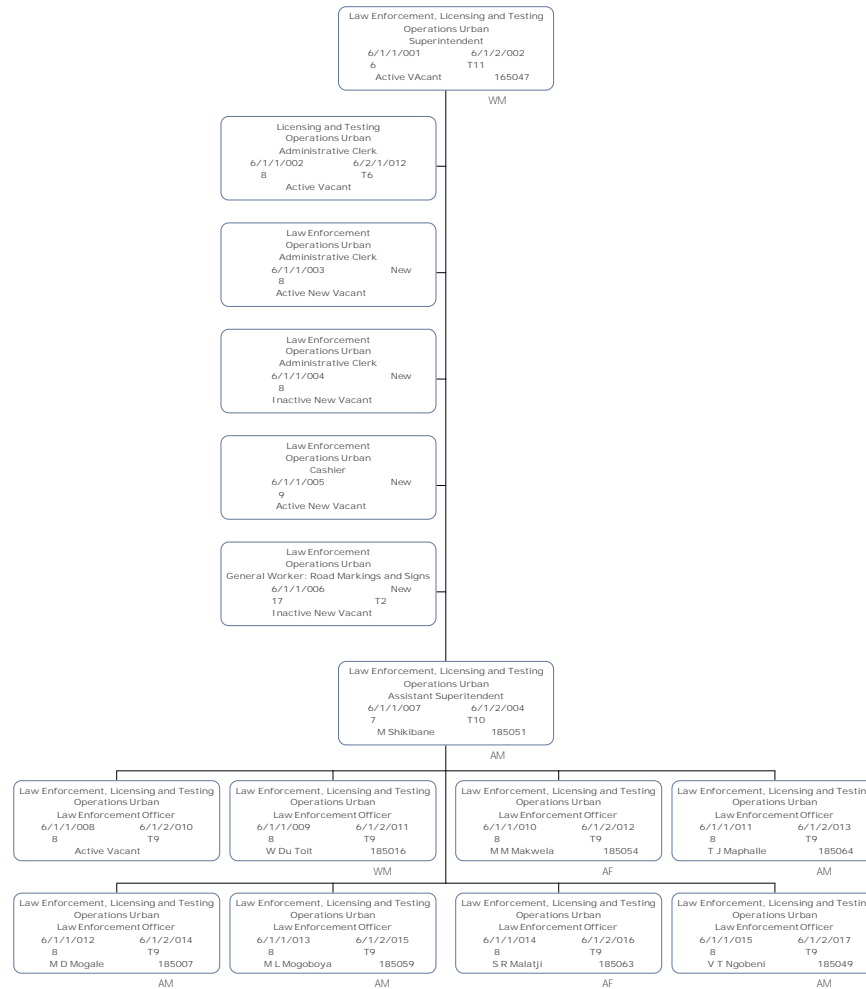 Law Enforcement, Licensing and Testing
Operations Urban
Superintendent
6/1/1/001 6/1/2/002
6 T11
Active VAcant 165047
WM
Licensing and Testing
Operations Urban
Administrative Clerk
6/1/1/002 6/2/1/012
8 T6
Active Vacant
Law Enforcement
Operations Urban
Administrative Clerk
6/1/1/003 New
8
Active New Vacant
Law Enforcement
Operations Urban
Administrative Clerk
6/1/1/004 New
8
Inactive New Vacant
Law Enforcement
Operations Urban
Cashier
6/1/1/005 New
9
Active New Vacant
Law Enforcement
Operations Urban
General Worker: Road Markings and Signs
6/1/1/006 New
17 T2
Inactive New Vacant
Law Enforcement, Licensing and Testing
Operations Urban
Assistant Superitendent
6/1/1/007 6/1/2/004
7 T10
M Shikibane 185051
AM
Law Enforcement, Licensing and Testing
Operations Urban
Law Enforcement Officer
6/1/1/008 6/1/2/010
8 T9
Active Vacant
Law Enforcement, Licensing and Testing
Operations Urban
Law Enforcement Officer
6/1/1/009 6/1/2/011
8 T9
W Du Toit 185016
WM
Law Enforcement, Licensing and Testing
Operations Urban
Law Enforcement Officer
6/1/1/010 6/1/2/012
8 T9
M M Makwela 185054
AF
Law Enforcement, Licensing and Testin
Operations Urban
Law Enforcement Officer
6/1/1/011 6/1/2/013
8 T9
T J Maphalle 185064
AM
Law Enforcement, Licensing and Testing
Operations Urban
Law Enforcement Officer
6/1/1/012 6/1/2/014
8 T9
M D Mogale 185007
AM
Law Enforcement, Licensing and Testing
Operations Urban
Law Enforcement Officer
6/1/1/013 6/1/2/015
8 T9
M L Mogoboya 185059
AM
Law Enforcement, Licensing and Testing
Operations Urban
Law Enforcement Officer
6/1/1/014 6/1/2/016
8 T9
S R Malatji 185063
AF
Law Enforcement, Licensing and Testin
Operations Urban
Law Enforcement Officer
6/1/1/015 6/1/2/017
8 T9
V T Ngobeni 185049
AM